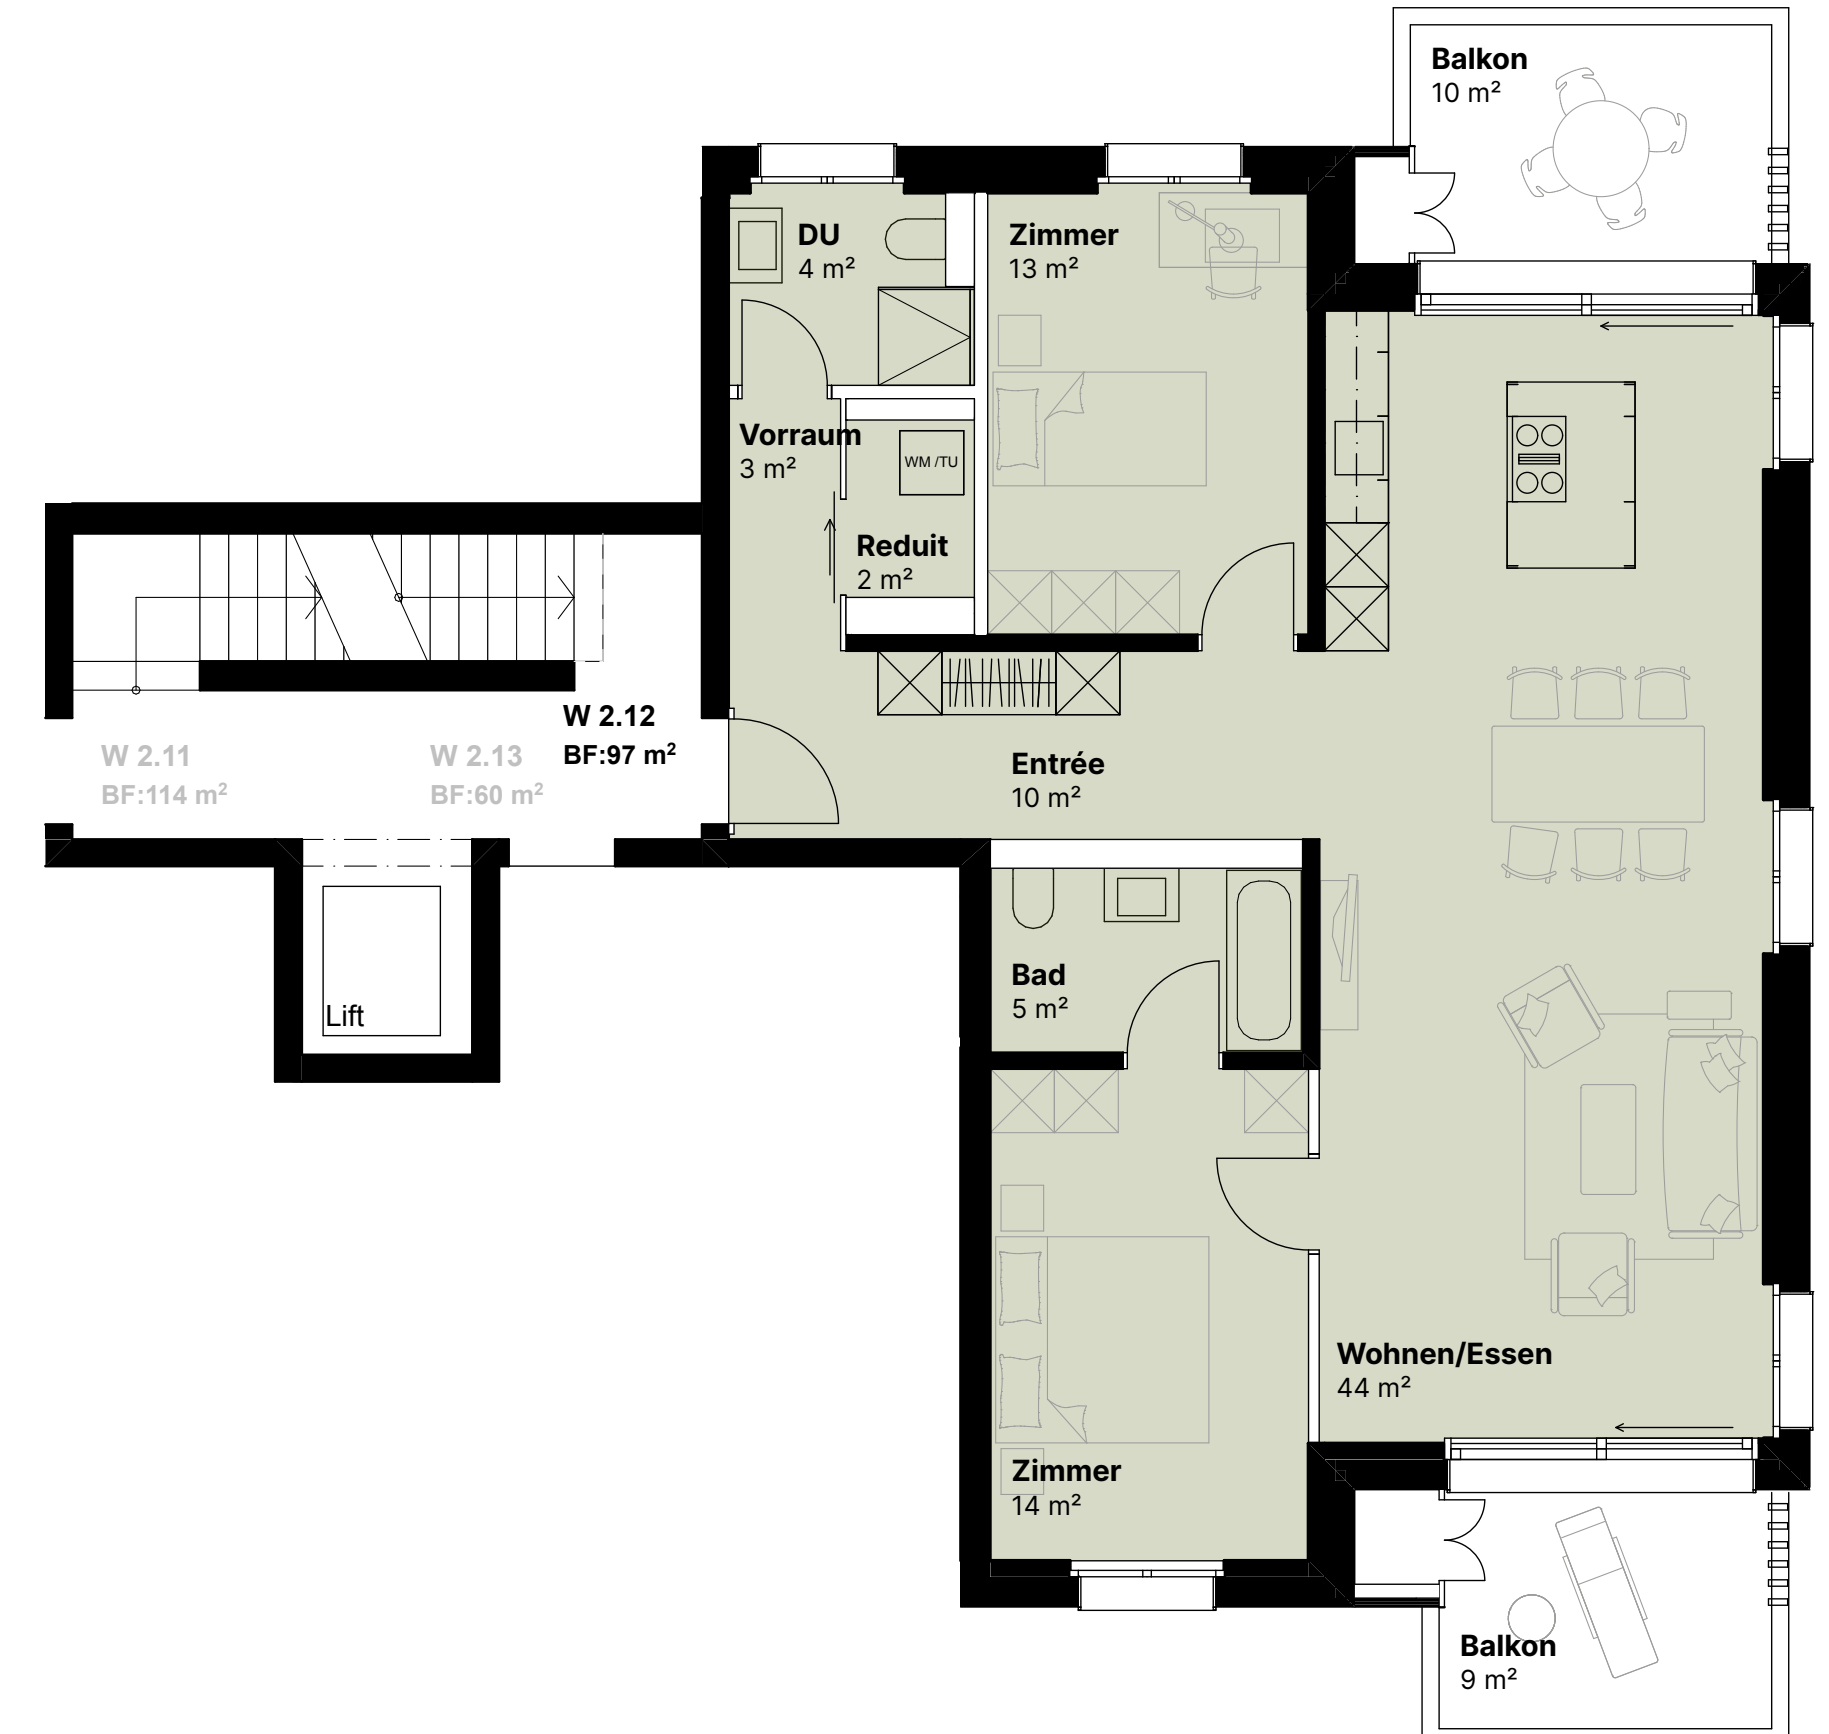 Balkon
10 m²
DU
4 m²
Zimmer
13 m²
Vorraum
3 m²
WM /TU
Reduit
2 m²
W 2.12
BF:97 m²
W 2.11
BF:114 m²
W 2.13
BF:60 m²
Entrée
10 m²
Bad
5 m²
Lift
Wohnen/Essen
44 m²
Zimmer
14 m²
Balkon
9 m²